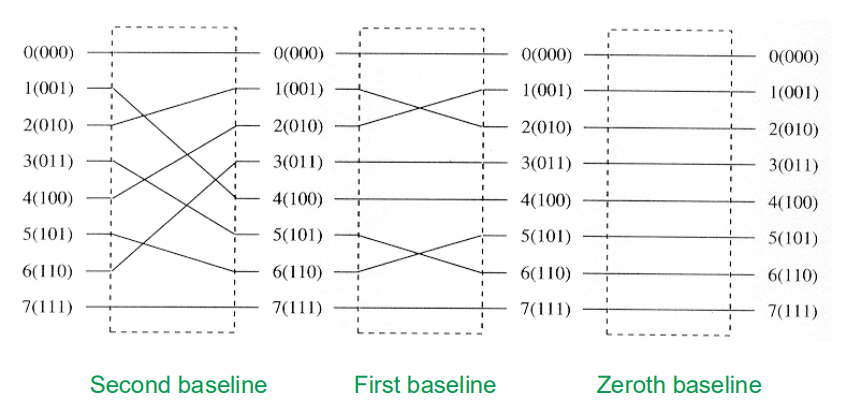 0(000) 0(000) 0(000) 0(000)
1(001) 1(001) 1(001) 1(001)
2(010) 2(010) 2(010) 2(010)
3(011) 3(011) 3(011) 3(011)
4(100) 4(100) 4(100) 4(100)
5(101) 5(101) 5(101) 5(101)
6(110) 6(110) 6(110) 6(110)
7(111) 7(111) 7(111) 7(111)
Second baseline First baseline Zeroth baseline